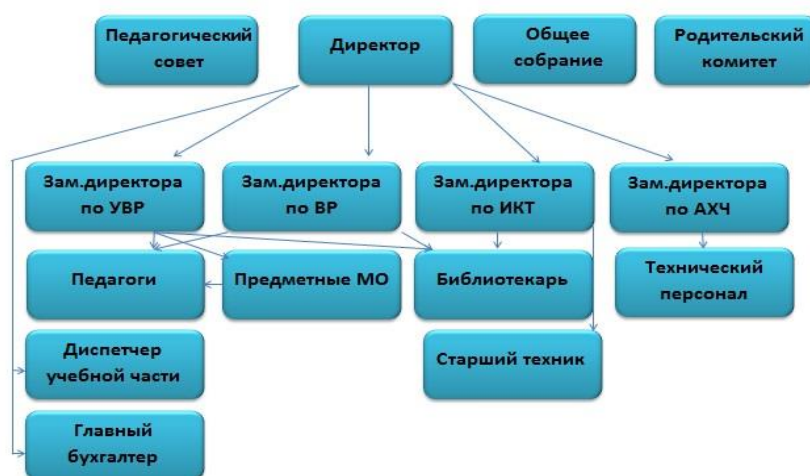 Педагогический
совет
Директор
Общее
собрание
Родительский
комитет
Зам.директора
по УВР
Зам.директора
по ВР
Зам.директора
по ИКТ
Зам.директора
по АХЧ
Педагоги
Предметные МО
Библиотекарь
Технический
персонал
Диспетчер
учебной части
Старший техник
Главный
бухгалтер